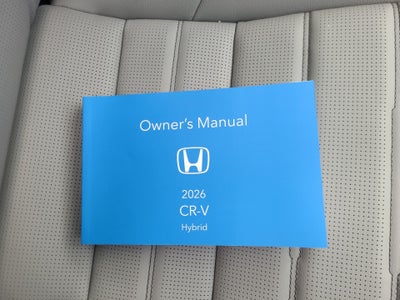 Owner's Manual
2026
CR-V
Hybrid